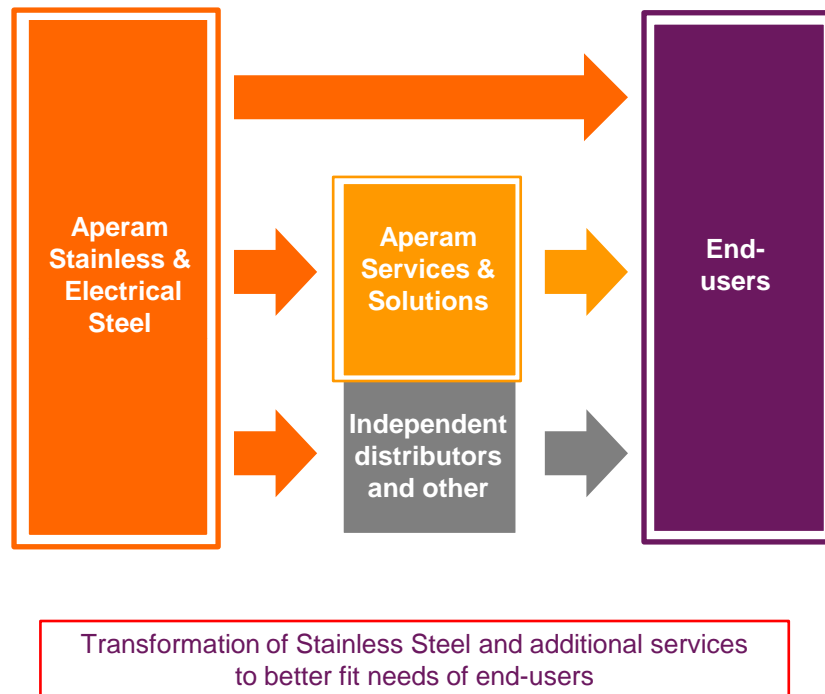 Aperam
Stainless &
Electrical
Steel
Aperam
Services &
Solutions
Independent
distributors
and other
End-
users
Transformation of Stainless Steel and additional services
to better fit needs of end-users